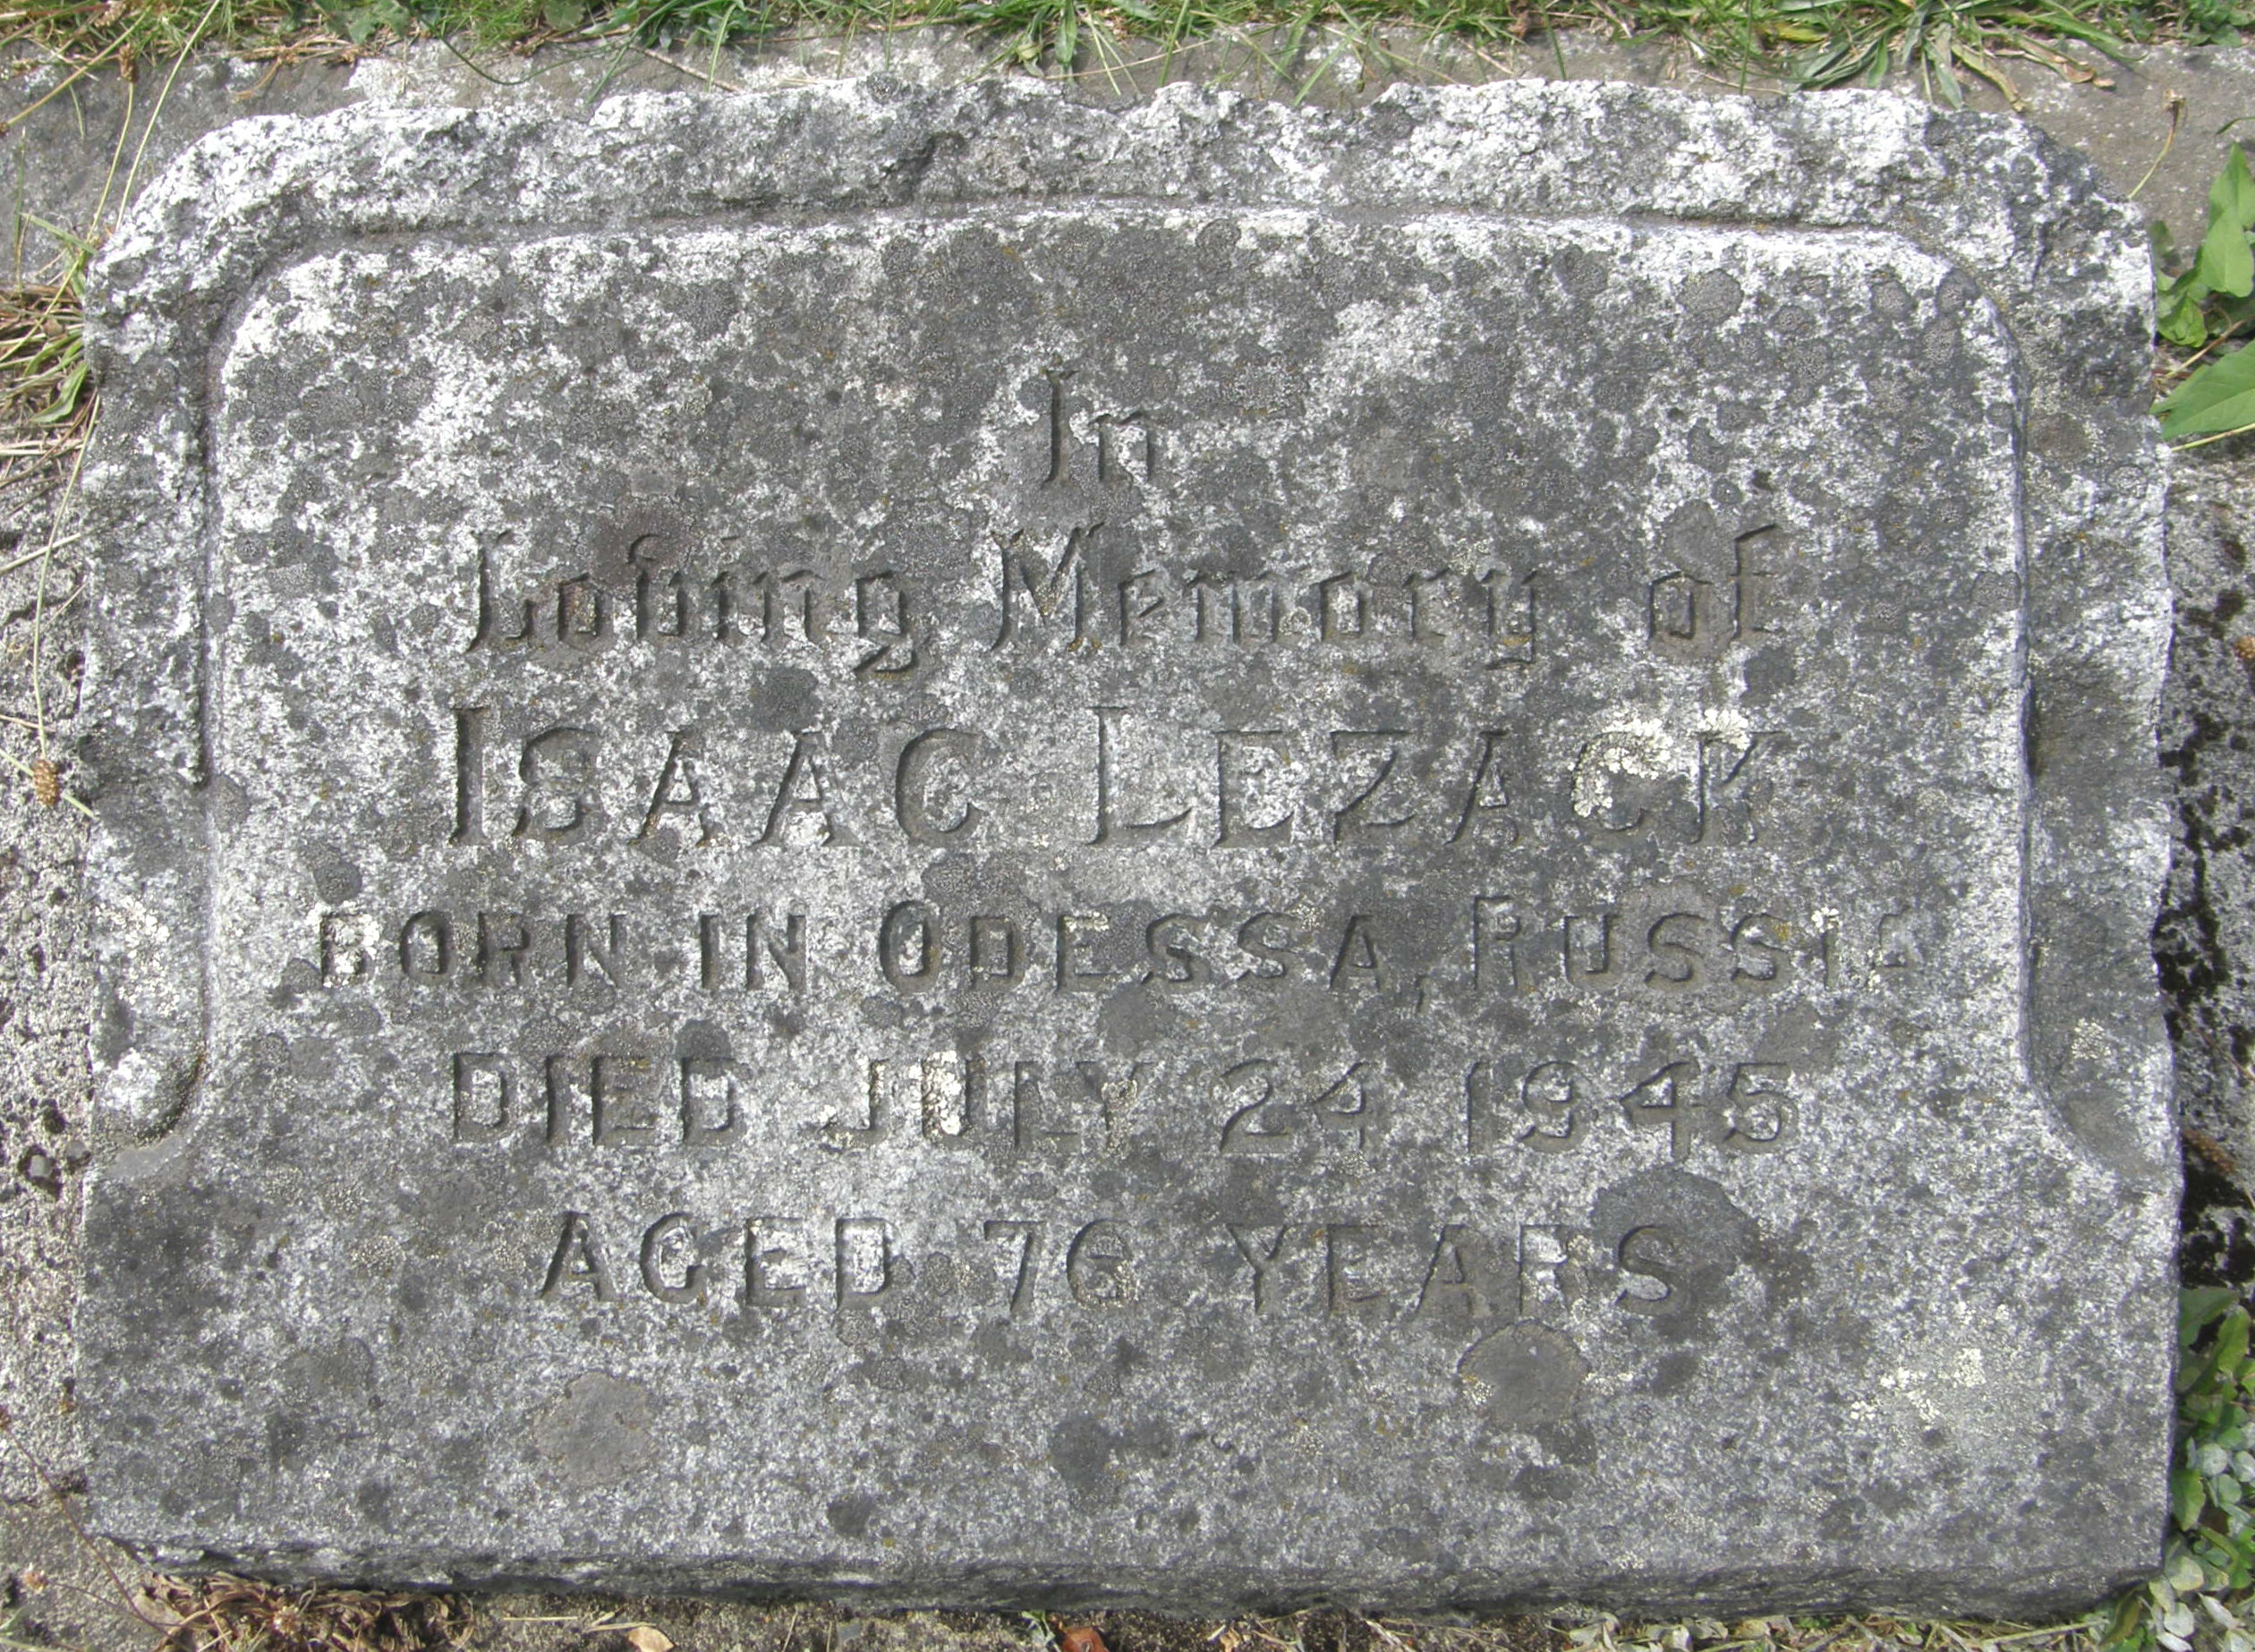 In
Loving Memory of
ISAAC LEZACK
BORN IN ODESSA, RUSSIA
DIED JULY 24 1945
AGED 76 YEARS